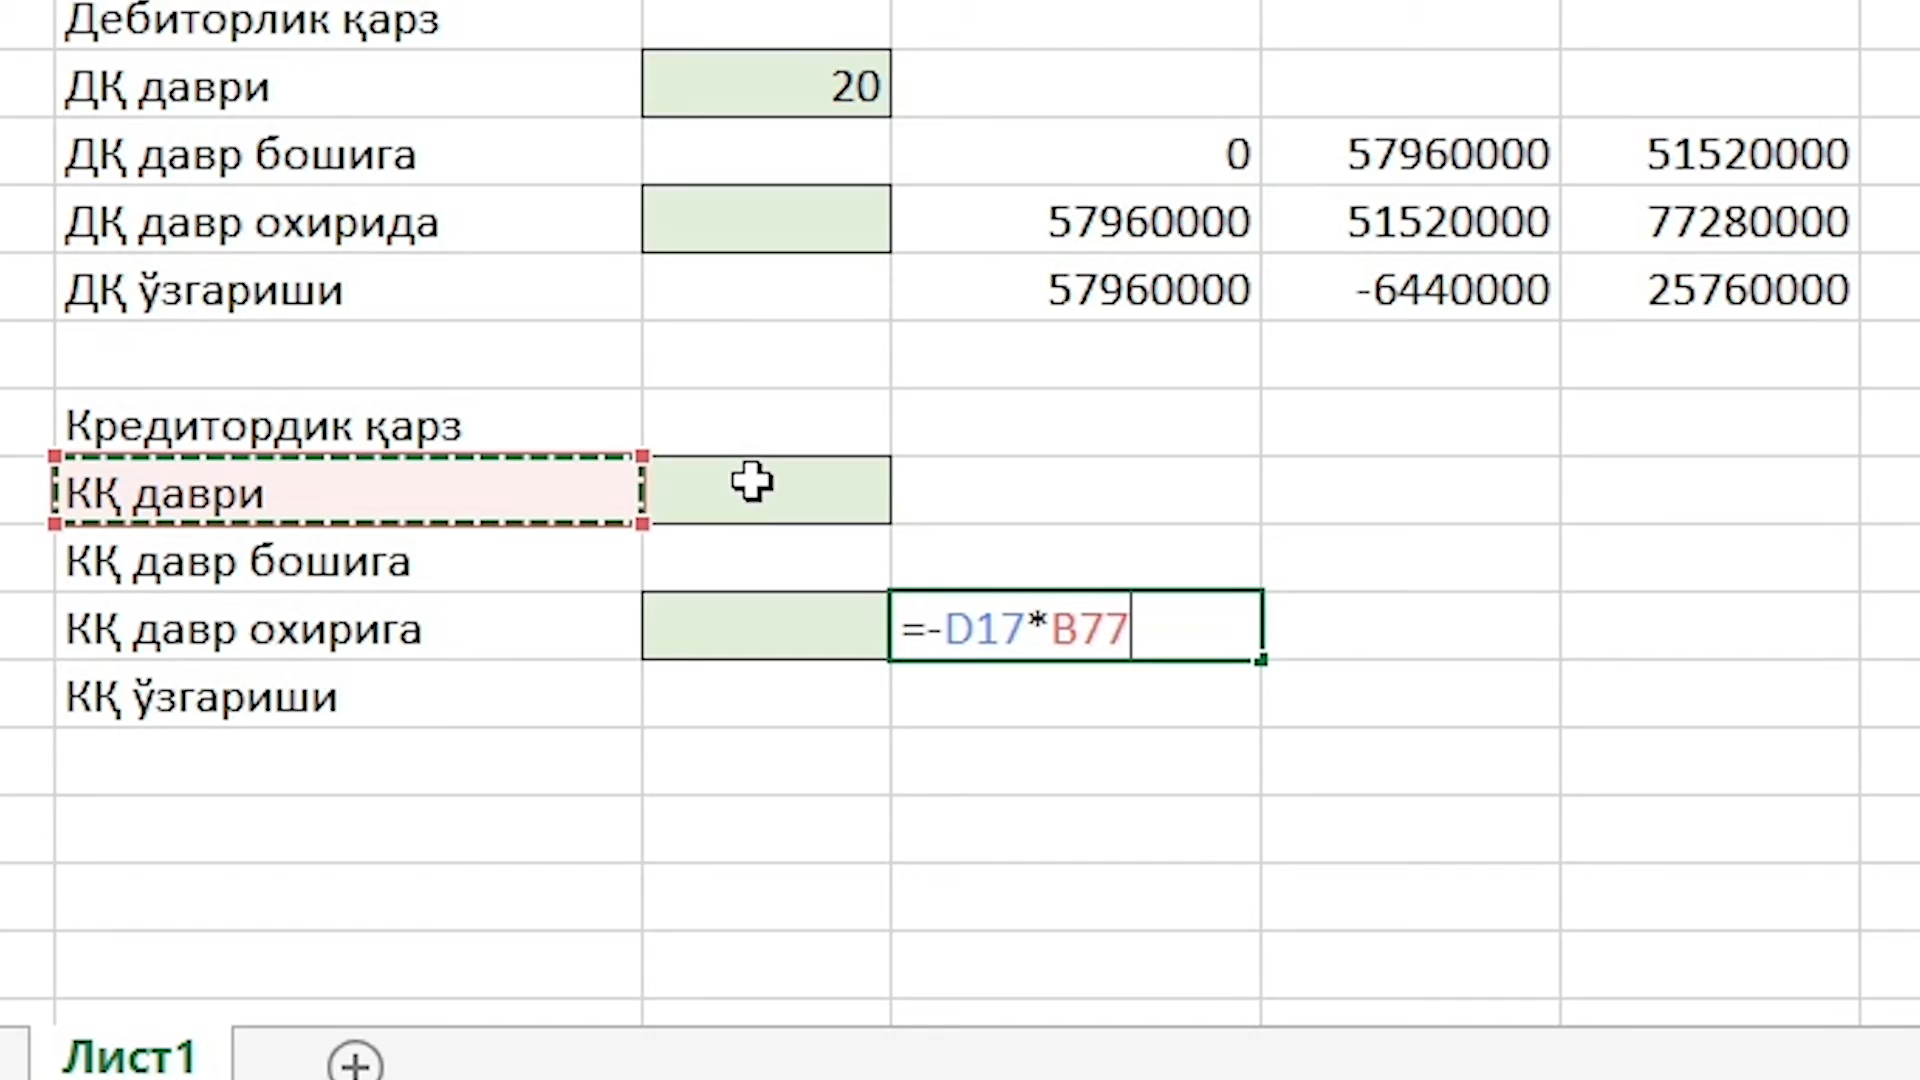 Дебиторлик қарз
ДҚ даври 20
ДҚ давр бошига 0 57960000 51520000
ДҚ давр охирида 57960000 51520000 77280000
ДҚ ўзгариши 57960000 -6440000 25760000
Кредитордик қарз
КҚ даври
КҚ давр бошига
КҚ давр охирига =-D17*B77
КҚ ўзгариши
Лист1